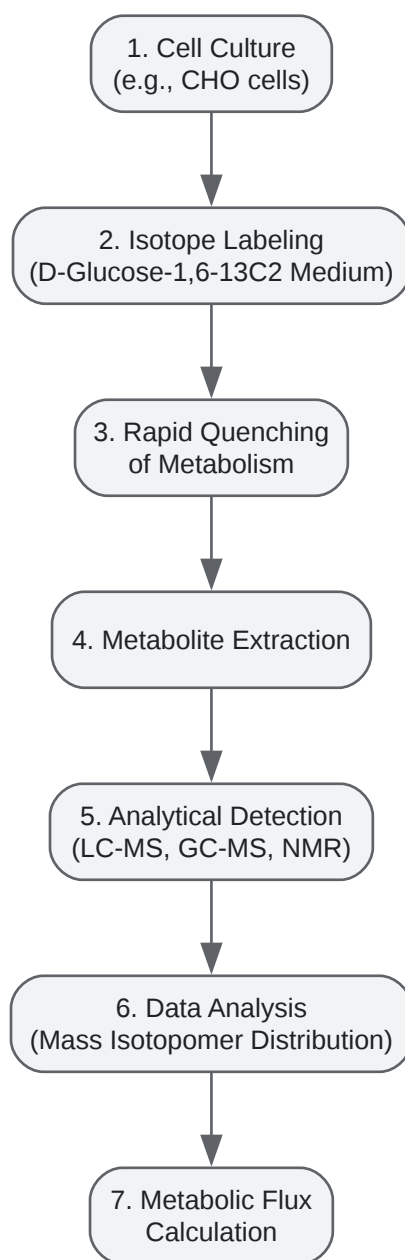 1. Cell Culture
(e.g., CHO cells)
2. Isotope Labeling
(D-Glucose-1,6-13C2 Medium)
3. Rapid Quenching
of Metabolism
4. Metabolite Extraction
5. Analytical Detection
(LC-MS, GC-MS, NMR)
6. Data Analysis
(Mass Isotopomer Distribution)
7. Metabolic Flux
Calculation